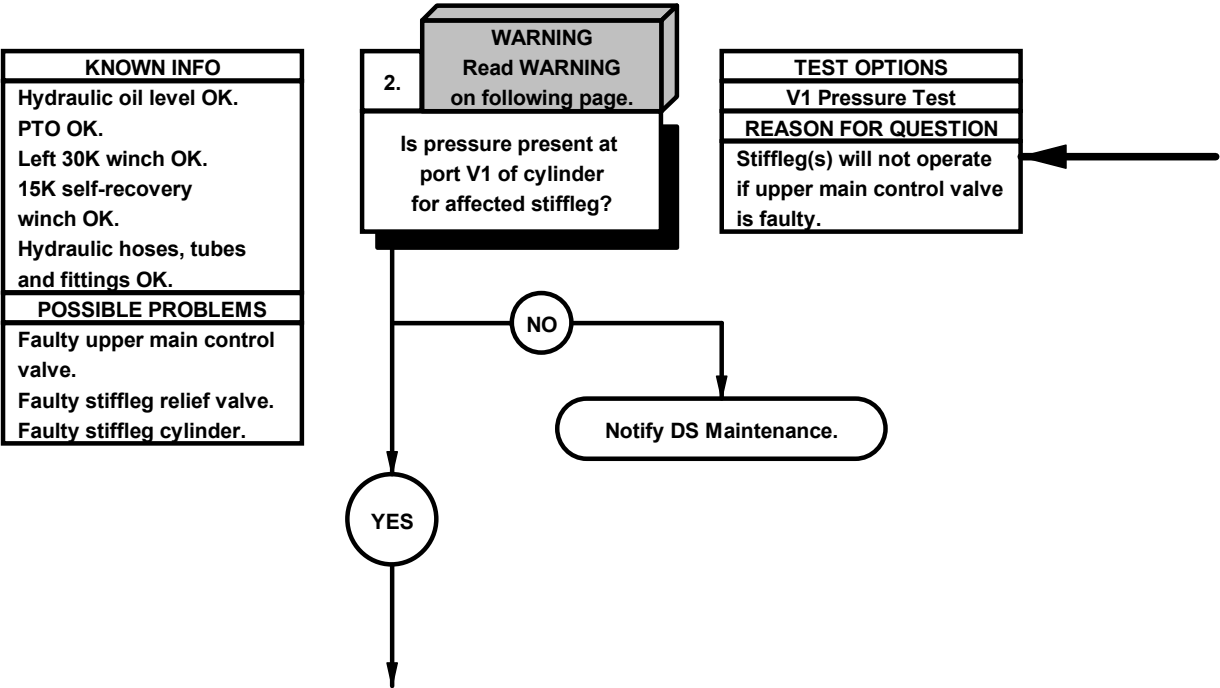 KNOWN INFO
Hydraulic oil level OK.
PTO OK.
Left 30K winch OK.
15K self-recovery
winch OK.
Hydraulic hoses, tubes
and fittings OK.
POSSIBLE PROBLEMS
Faulty upper main control
valve.
Faulty stiffleg relief valve.
Faulty stiffleg cylinder.
WARNING
Read WARNING
on following page.
2.
Is pressure present at
port V1 of cylinder
for affected stiffleg?
TEST OPTIONS
V1 Pressure Test
REASON FOR QUESTION
Stiffleg(s) will not operate
if upper main control valve
is faulty.
NO
Notify DS Maintenance.
YES